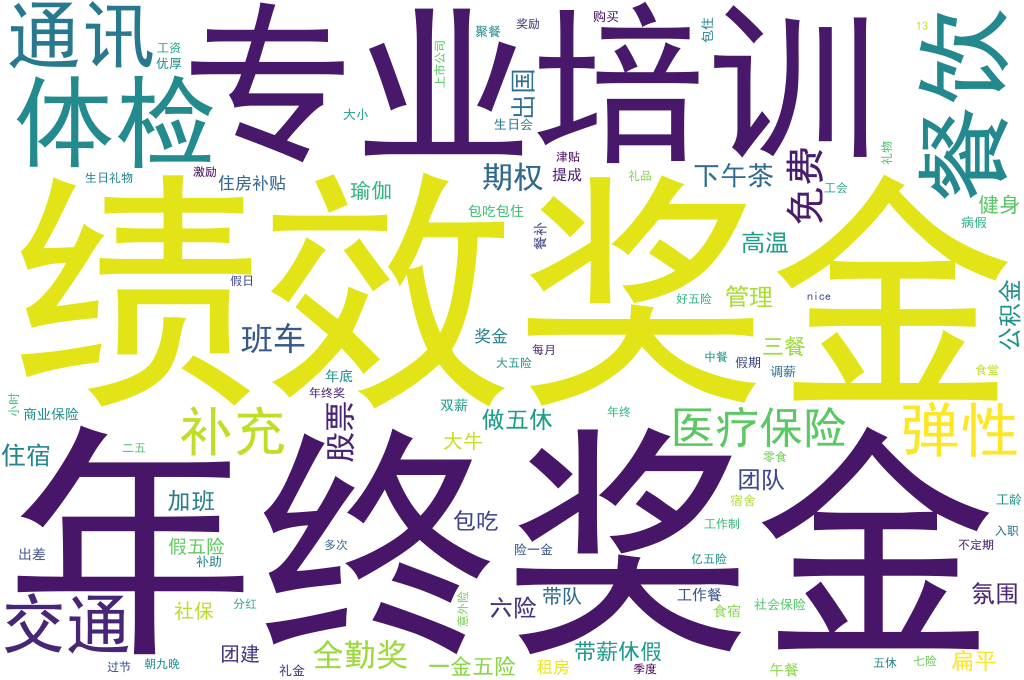 通讯
工资
优厚
专业培训
聚餐
奖励
购买
包住
13
餐饮
上市公司
出国
大小
生日会
体检
生日礼物
激励
住房补贴
瑜伽
期权
津贴
提成
礼品
下午茶
免费
工会
礼物
健身
病假
包吃包住
餐补
高温
绩效奖金
假日
好五险
管理
nice
公积金
班车
奖金
大五险
每月
中餐
假期
三餐
调薪
食堂
年底
年终奖
双薪
小时
商业保险
补充
股票
做五休
年终
医疗保险
弹性
大牛
住宿
二五
零食
团队
年终奖金
加班
包吃
宿舍
工龄
工作制
入职
假五险
出差
补助
多次
险一金
亿五险
不定期
交通
社保
分红
意外险
六险
带队
工作餐
食宿
社会保险
氛围
团建
全勤奖
带薪休假
过节
朝九晚
礼金
一金五险
租房
季度
午餐
五休
七险
扁平